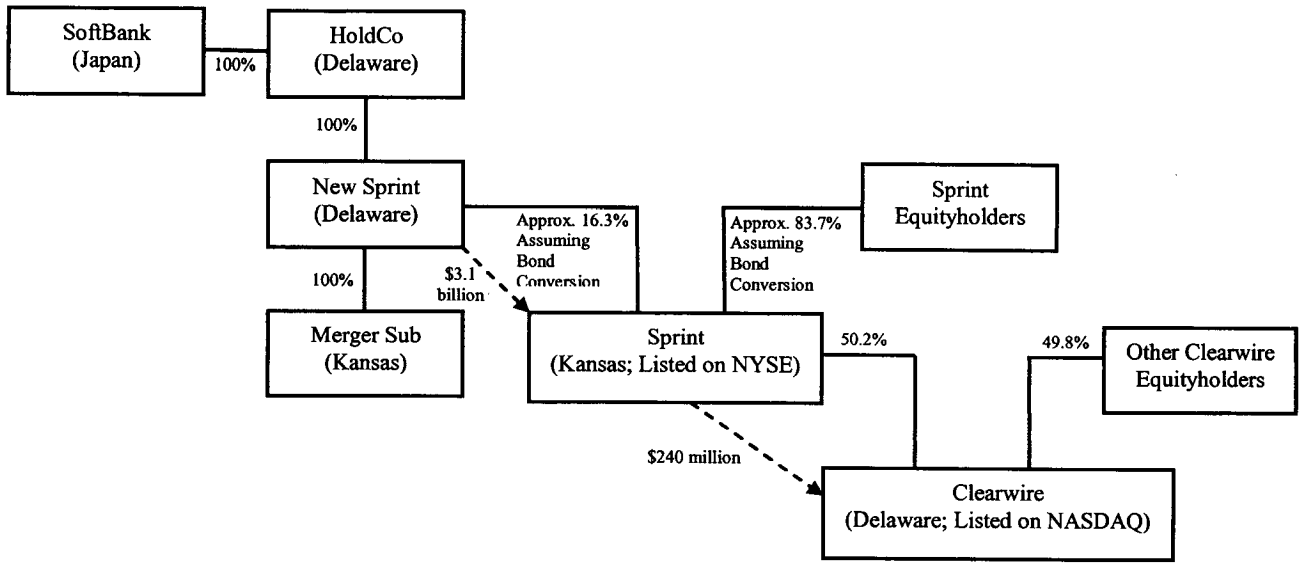 SoftBank
(Japan)
100%
HoldCo
(Delaware)
100%
New Sprint
(Delaware)
Approx. 16.3%
Assuming
Bond
Conversion
Approx. 83.7%
Assuming
Bond
Conversion
Sprint
Equityholders
100%
$3.1
billion
Merger Sub
(Kansas)
Sprint
(Kansas; Listed on NYSE)
50.2%
49.8%
Other Clearwire
Equityholders
$240 million
Clearwire
(Delaware; Listed on NASDAQ)